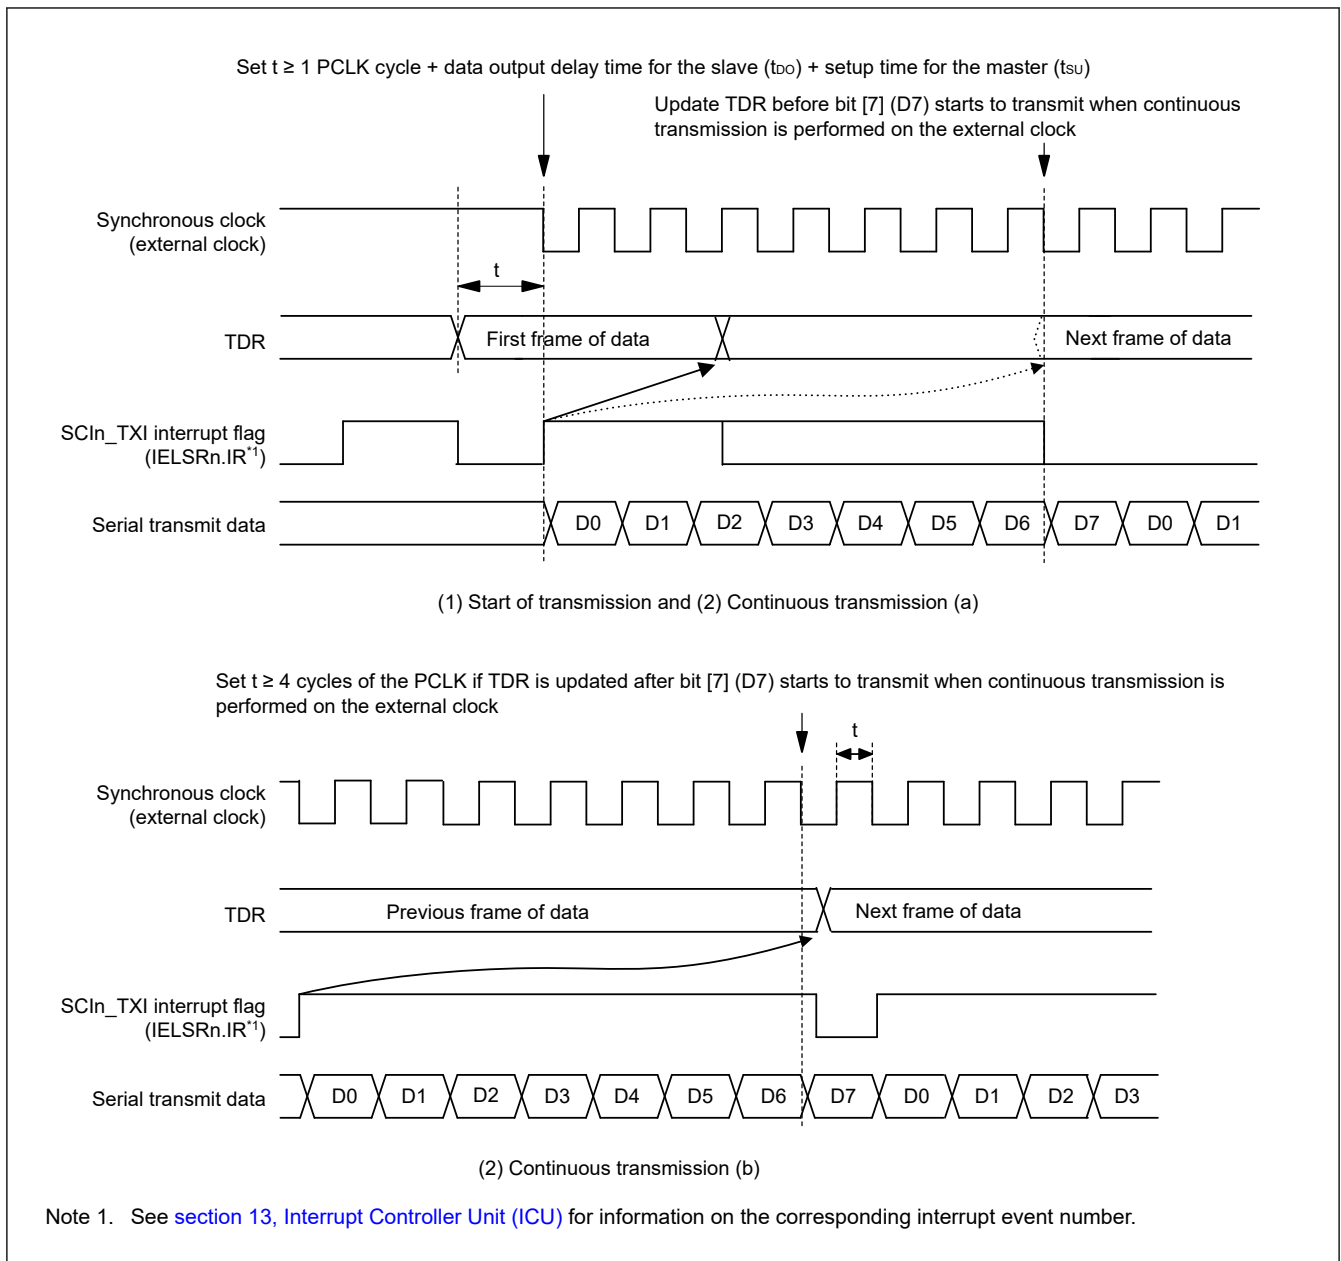 Set t ≥ 1 PCLK cycle + data output delay time for the slave (tDO) + setup time for the master (tSU)
Update TDR before bit [7] (D7) starts to transmit when continuous
transmission is performed on the external clock
Synchronous clock
(external clock)
t
TDR
First frame of data
Next frame of data
SCIn_TXI interrupt flag
(IELSRn.IR*1)
Serial transmit data
D0 D1 D2 D3 D4 D5 D6 D7 D0 D1
(1) Start of transmission and (2) Continuous transmission (a)
Set t ≥ 4 cycles of the PCLK if TDR is updated after bit [7] (D7) starts to transmit when continuous transmission is
performed on the external clock
t
Synchronous clock
(external clock)
TDR
Previous frame of data
Next frame of data
SCIn_TXI interrupt flag
(IELSRn.IR*1)
Serial transmit data
D0 D1 D2 D3 D4 D5 D6 D7 D0 D1 D2 D3
(2) Continuous transmission (b)
Note 1. See section 13, Interrupt Controller Unit (ICU) for information on the corresponding interrupt event number.